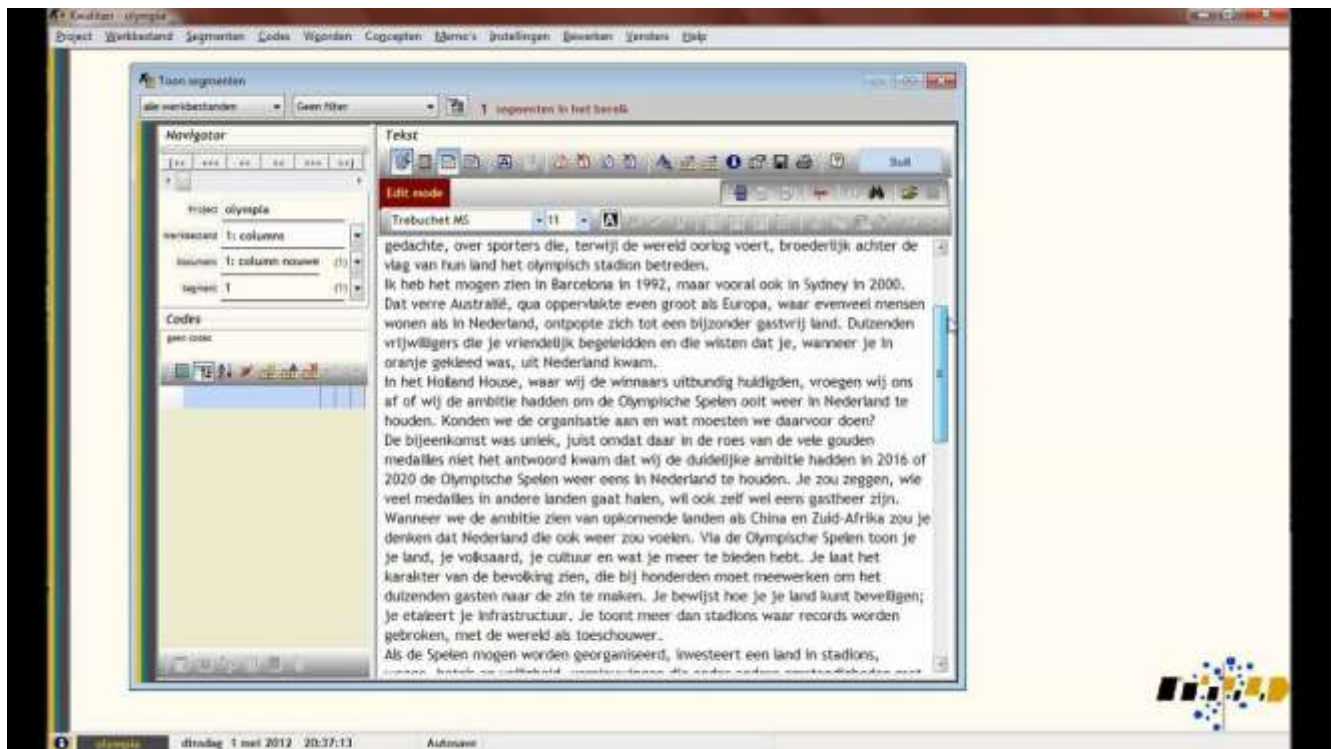 Kwalitan - olympia
Project Werkbestand Segmenten Codes Woorden Concepten Memo's Instellingen Bewerken Vensters Help
Toon segmenten
alle werkbestanden Geen filter 1 segmenten in het bereik
Navigator
Project olympia
Werkbestand 1: columns
Document 1: column nouwe (1)
Segment 1 (1)
Codes
geen codes
Tekst
Sluit
Edit mode
Trebuchet MS 11
gedachte, over sporters die, terwijl de wereld oorlog voert, broederlijk achter de
vlag van hun land het olympisch stadion betreden.
Ik heb het mogen zien in Barcelona in 1992, maar vooral ook in Sydney in 2000.
Dat verre Australië, qua oppervlakte even groot als Europa, waar evenveel mensen
wonen als in Nederland, ontpopte zich tot een bijzonder gastvrij land. Duizenden
vrijwilligers die je vriendelijk begeleidden en die wisten dat je, wanneer je in
oranje gekleed was, uit Nederland kwam.
In het Holland House, waar wij de winnaars uitbundig huldigden, vroegen wij ons
af of wij de ambitie hadden om de Olympische Spelen ooit weer in Nederland te
houden. Konden we de organisatie aan en wat moesten we daarvoor doen?
De bijeenkomst was uniek, juist omdat daar in de roes van de vele gouden
medailles niet het antwoord kwam dat wij de duidelijke ambitie hadden in 2016 of
2020 de Olympische Spelen weer eens in Nederland te houden. Je zou zeggen, wie
veel medailles in andere landen gaat halen, wil ook zelf wel eens gastheer zijn.
Wanneer we de ambitie zien van opkomende landen als China en Zuid-Afrika zou je
denken dat Nederland die ook weer zou voelen. Via de Olympische Spelen toon je
je land, je volksaard, je cultuur en wat je meer te bieden hebt. Je laat het
karakter van de bevolking zien, die bij honderden moet meewerken om het
duizenden gasten naar de zin te maken. Je bewijst hoe je je land kunt beveiligen;
je etaleert je infrastructuur. Je toont meer dan stadions waar records worden
gebroken, met de wereld als toeschouwer.
Als de Spelen mogen worden georganiseerd, investeert een land in stadions,
olympia dinsdag 1 mei 2012 20:37:13 Autosave